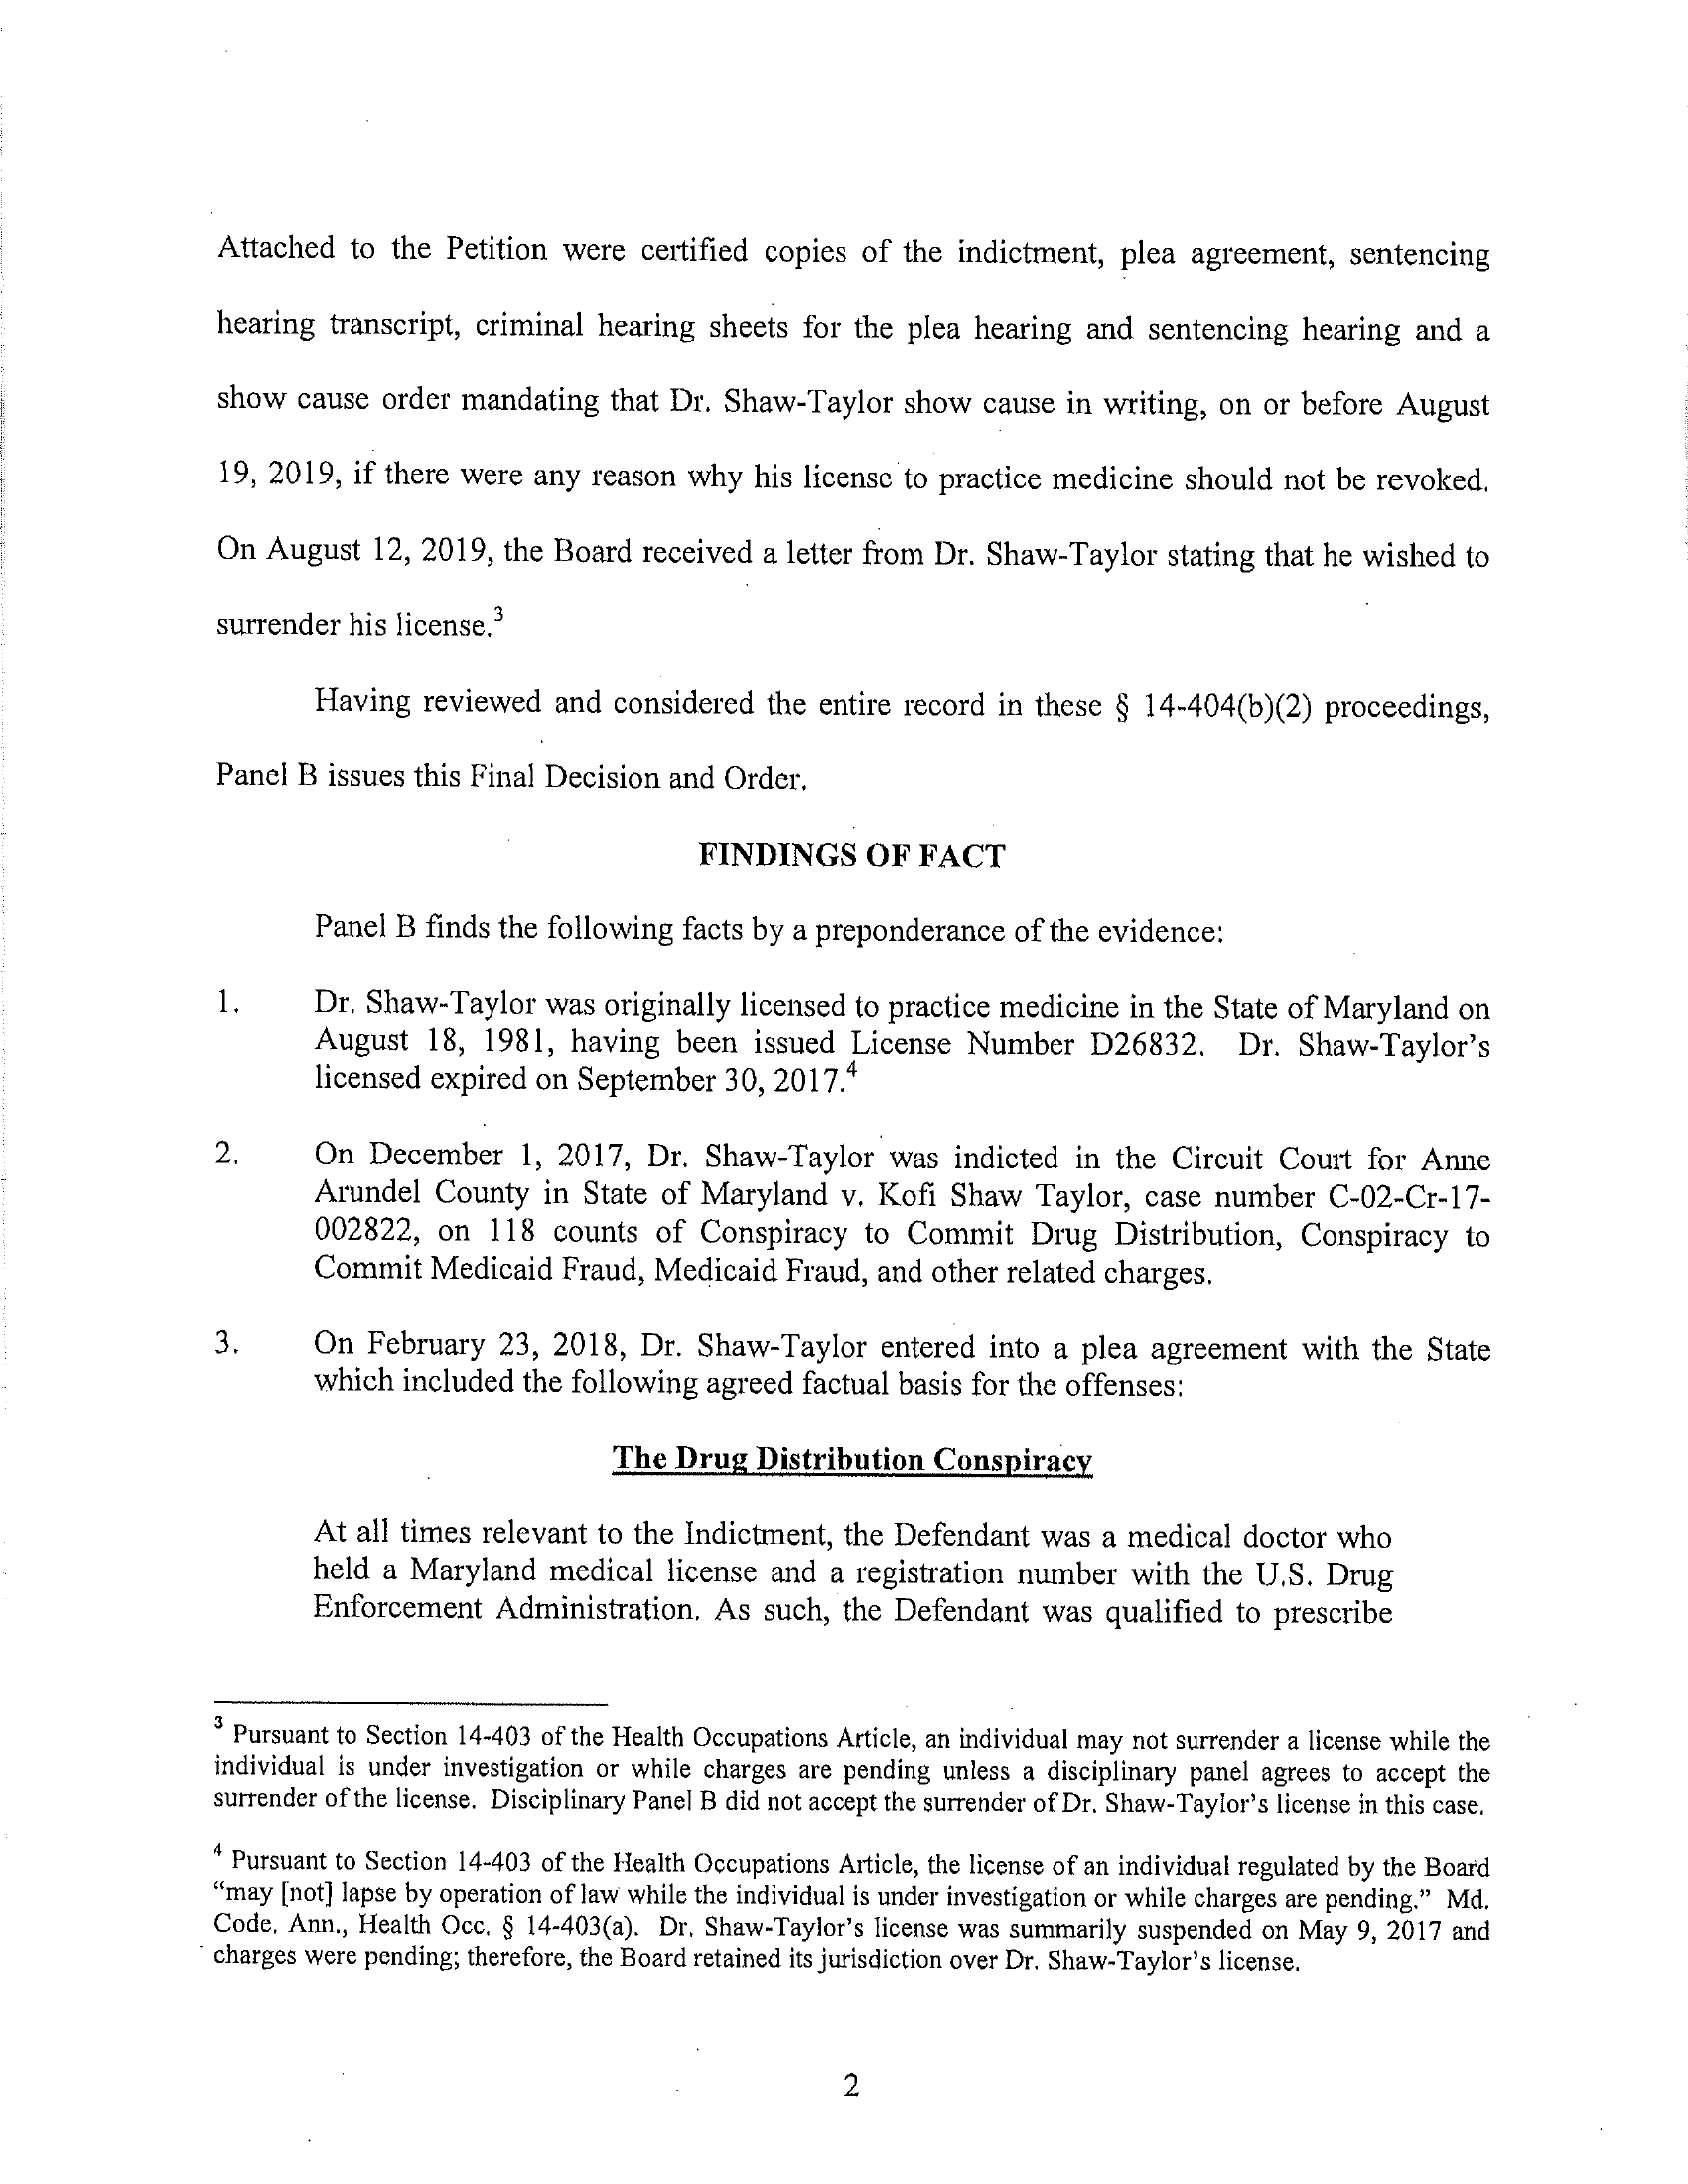 Attached to the Petition were certified copies of the indictment, plea agreement, sentencing
hearing transcript, criminal hearing sheets for the plea hearing and sentencing hearing and a
show cause order mandating that Dr. Shaw-Taylor show cause in writing, on or before August
19, 2019, if there were any reason why his license to practice medicine should not be revoked.
On August 12, 2019, the Board received a letter from Dr. Shaw-Taylor stating that he wished to
surrender his license.³
Having reviewed and considered the entire record in these § 14-404(b)(2) proceedings,
Panel B issues this Final Decision and Order.
FINDINGS OF FACT
Panel B finds the following facts by a preponderance of the evidence:
1. Dr. Shaw-Taylor was originally licensed to practice medicine in the State of Maryland on
August 18, 1981, having been issued License Number D26832. Dr. Shaw-Taylor's
licensed expired on September 30, 2017.⁴
2. On December 1, 2017, Dr. Shaw-Taylor was indicted in the Circuit Court for Anne
Arundel County in State of Maryland v. Kofi Shaw Taylor, case number C-02-Cr-17-
002822, on 118 counts of Conspiracy to Commit Drug Distribution, Conspiracy to
Commit Medicaid Fraud, Medicaid Fraud, and other related charges.
3. On February 23, 2018, Dr. Shaw-Taylor entered into a plea agreement with the State
which included the following agreed factual basis for the offenses:
The Drug Distribution Conspiracy
At all times relevant to the Indictment, the Defendant was a medical doctor who
held a Maryland medical license and a registration number with the U.S. Drug
Enforcement Administration. As such, the Defendant was qualified to prescribe
³ Pursuant to Section 14-403 of the Health Occupations Article, an individual may not surrender a license while the
individual is under investigation or while charges are pending unless a disciplinary panel agrees to accept the
surrender of the license. Disciplinary Panel B did not accept the surrender of Dr. Shaw-Taylor's license in this case.
⁴ Pursuant to Section 14-403 of the Health Occupations Article, the license of an individual regulated by the Board
“may [not] lapse by operation of law while the individual is under investigation or while charges are pending.” Md.
Code. Ann., Health Occ. § 14-403(a). Dr. Shaw-Taylor's license was summarily suspended on May 9, 2017 and
charges were pending; therefore, the Board retained its jurisdiction over Dr. Shaw-Taylor's license.
2